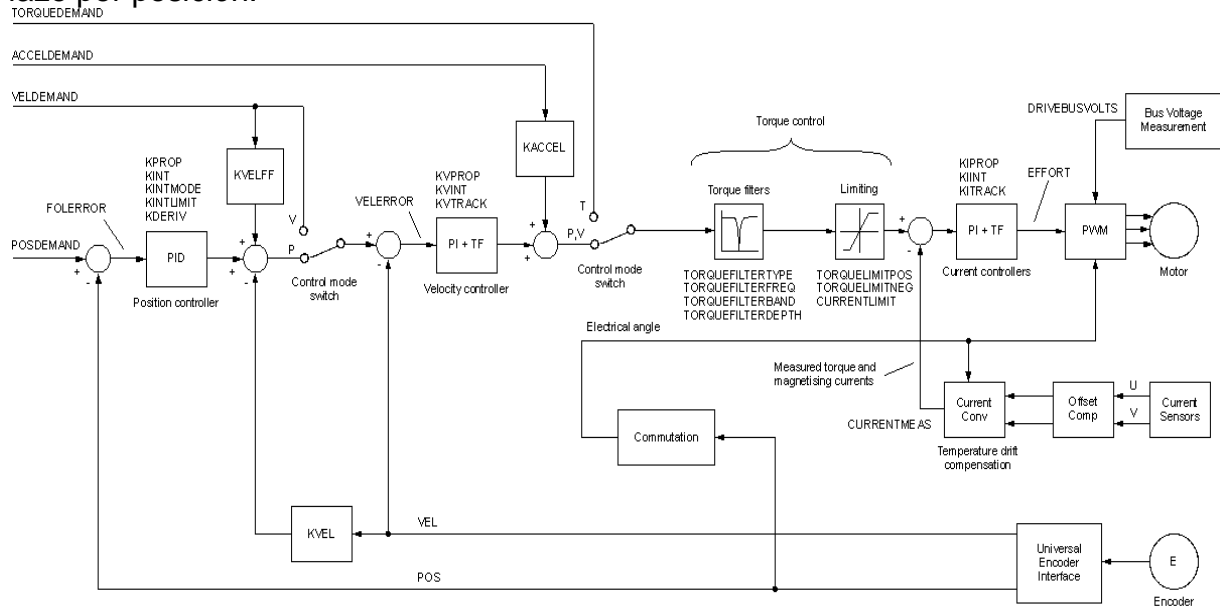 lazo por posición.
TORQUEDEMAND
ACCELDEMAND
VELDEMAND
DRIVEBUSVOLTS
Bus Voltage
Measurement
Torque control
KACCEL
KPROP
KINT
KINTMODE
KINTLIMIT
KDERIV
KVELFF
KVPROP
KVINT
KVTRACK
KIPROP
KIINT
KITRACK
EFFORT
FOLERROR
VELERROR
Torque filters
Limiting
V
T
P
P,V
POSDEMAND
+
-
PID
+
+
-
+
-
PI + TF
+
+
+
-
PI + TF
PWM
Position controller
Control mode
switch
Velocity controller
Control mode
switch
Current controllers
Motor
TORQUEFILTERTYPE
TORQUEFILTERFREQ
TORQUEFILTERBAND
TORQUEFILTERDEPTH
TORQUELIMITPOS
TORQUELIMITNEG
CURRENTLIMIT
Electrical angle
Measured torque and
magnetising currents
Commutation
CURRENTMEAS
Current
Conv
Offset
Comp
U
V
Current
Sensors
Temperature drift
compensation
KVEL
VEL
POS
Universal
Encoder
Interface
E
Encoder